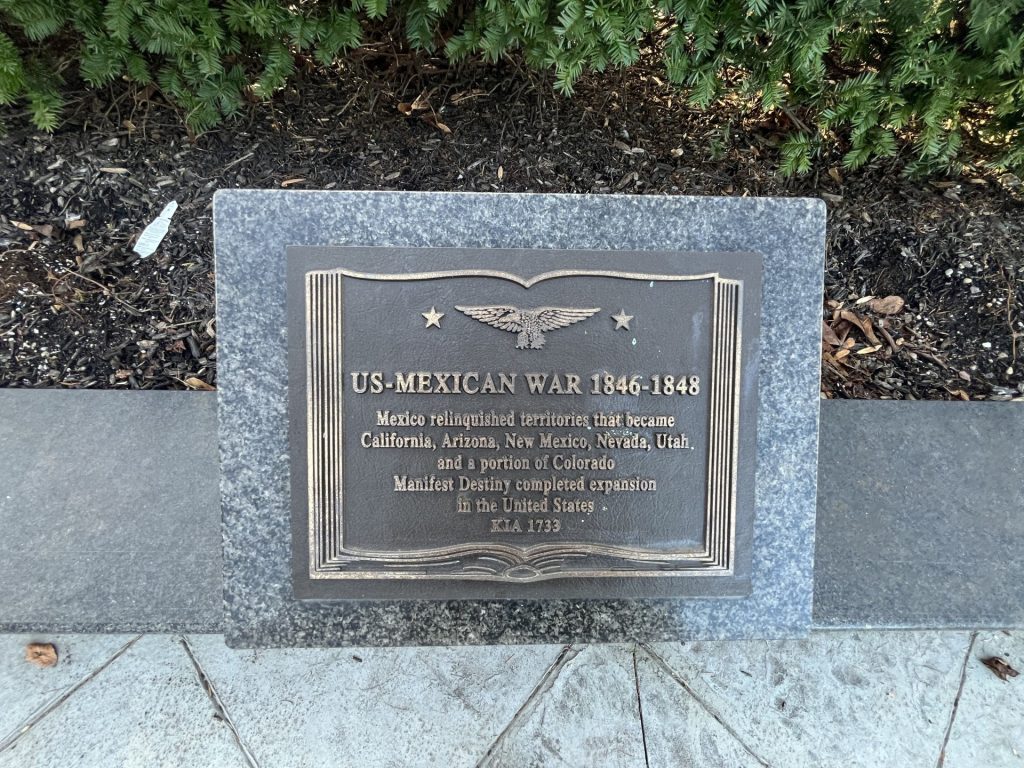 US-MEXICAN WAR 1846-1848
Mexico relinquished territories that became
California, Arizona, New Mexico, Nevada, Utah,
and a portion of Colorado
Manifest Destiny completed expansion
in the United States
KIA 1733